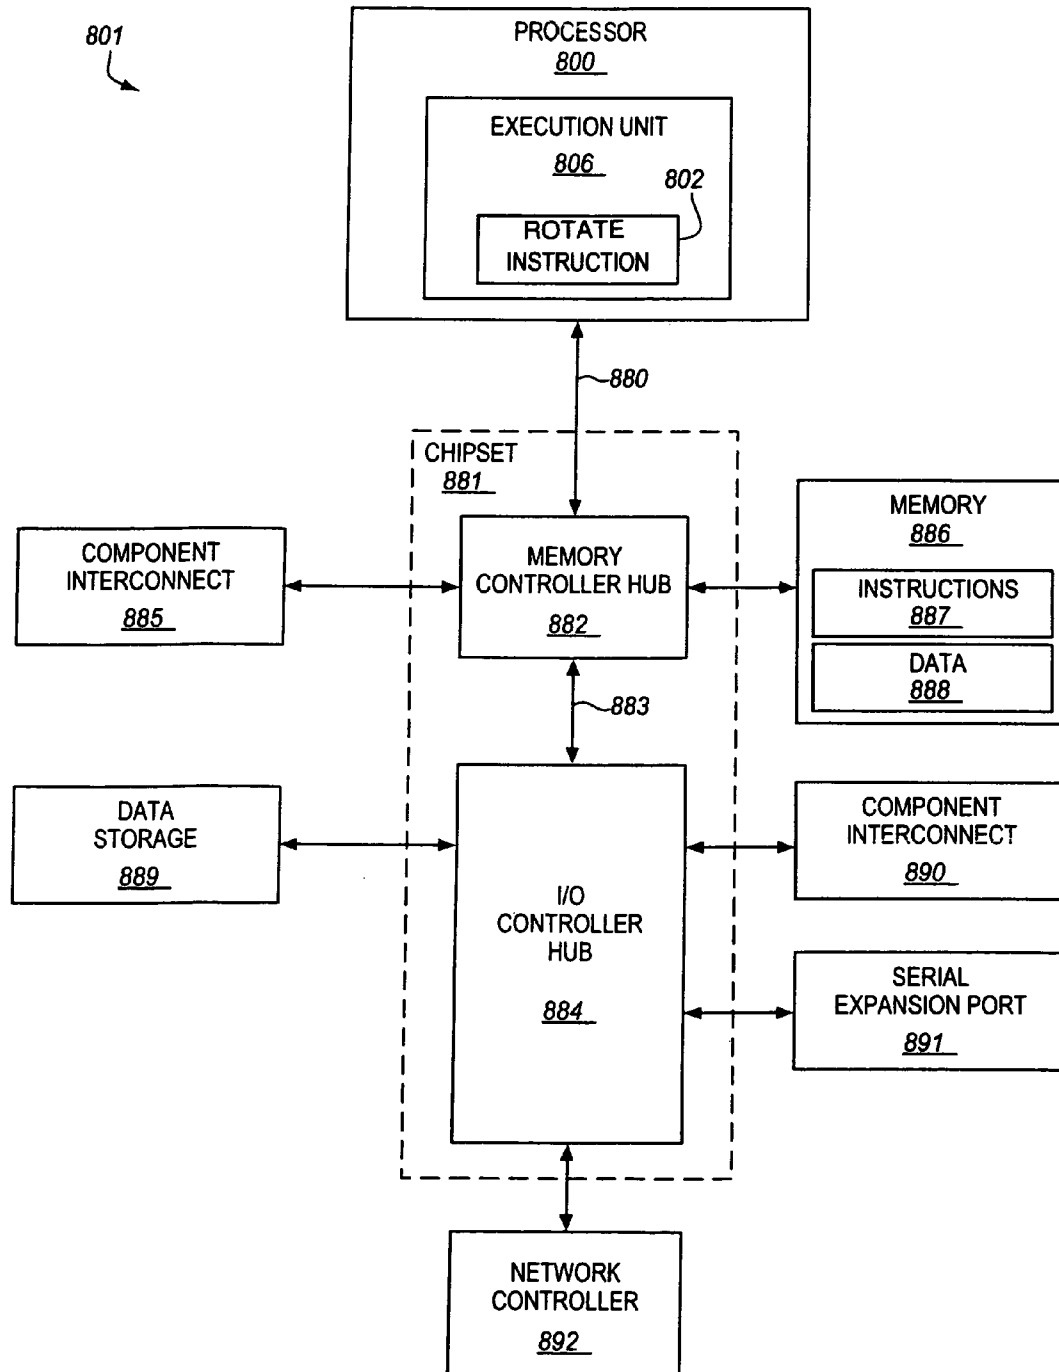 801
PROCESSOR
800
EXECUTION UNIT
806
802
ROTATE
INSTRUCTION
880
CHIPSET
881
MEMORY
CONTROLLER HUB
882
COMPONENT
INTERCONNECT
885
MEMORY
886
INSTRUCTIONS
887
DATA
888
883
DATA
STORAGE
889
I/O
CONTROLLER
HUB
884
COMPONENT
INTERCONNECT
890
SERIAL
EXPANSION PORT
891
NETWORK
CONTROLLER
892